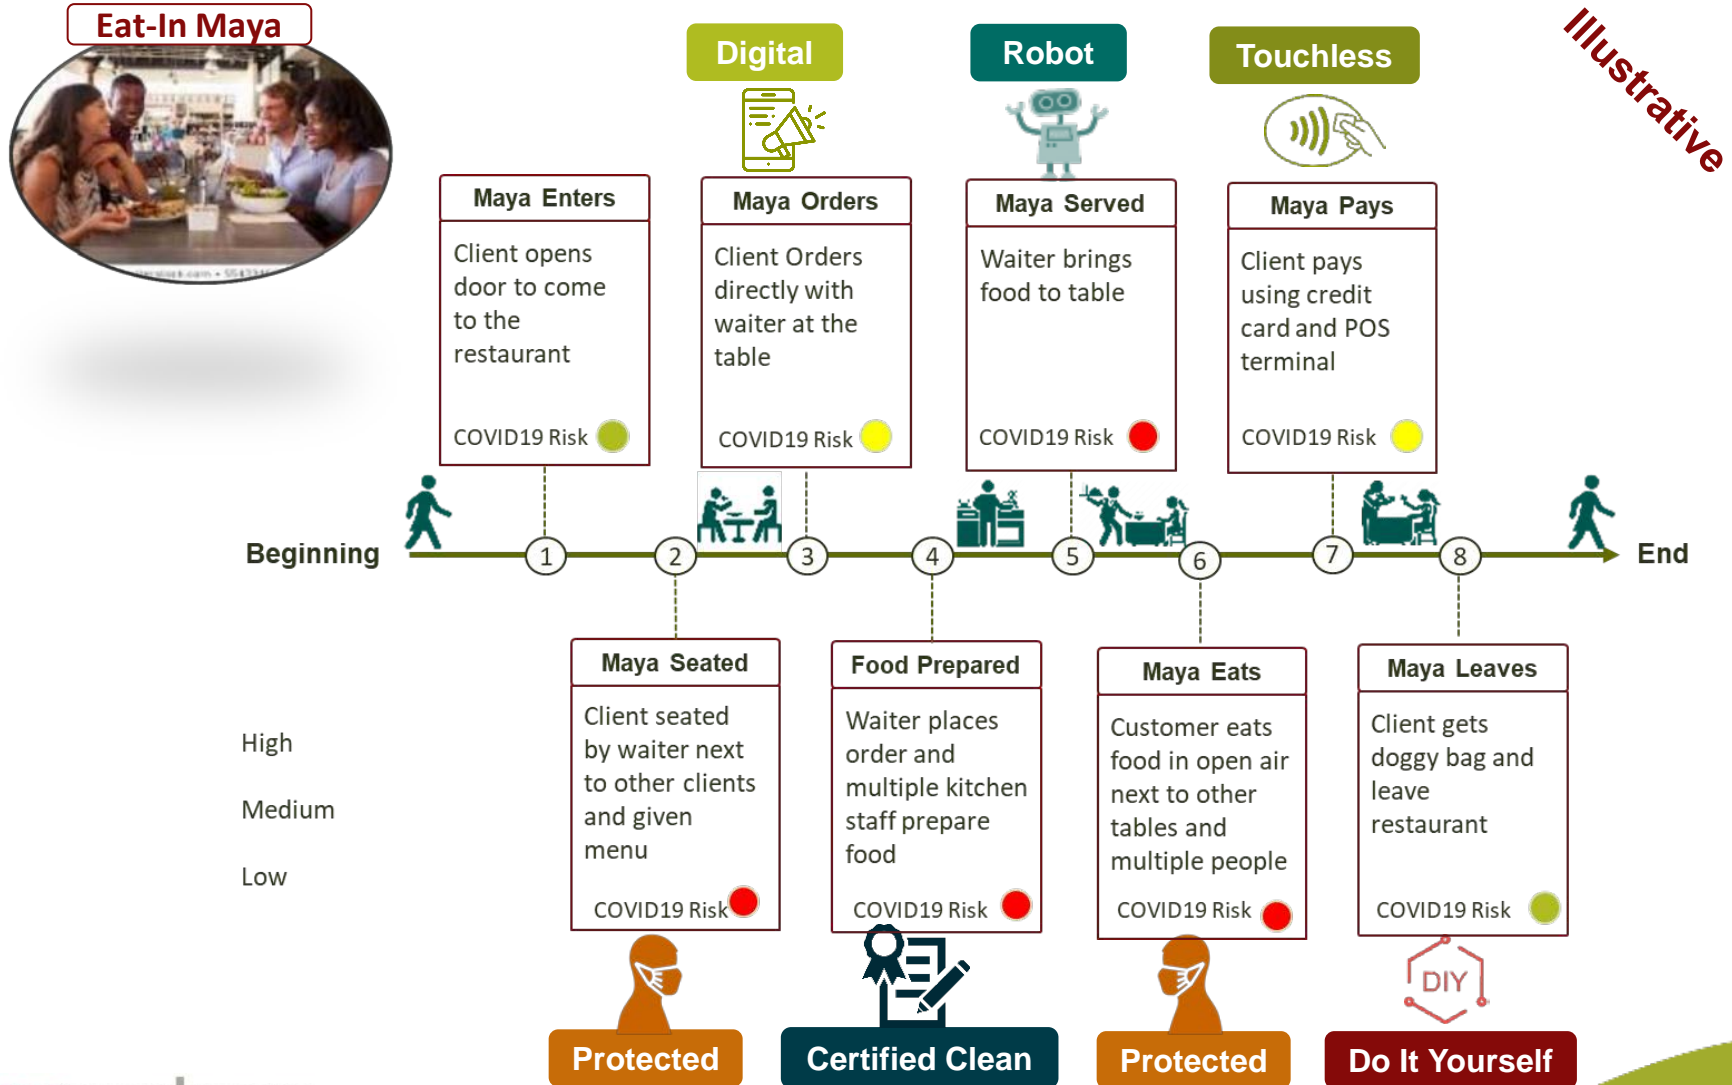 Eat-In Maya
Illustrative
Digital
Robot
Touchless
Maya Enters
Client opens
door to come
to the
restaurant
COVID19 Risk
Maya Orders
Client Orders
directly with
waiter at the
table
COVID19 Risk
Maya Served
Waiter brings
food to table
COVID19 Risk
Maya Pays
Client pays
using credit
card and POS
terminal
COVID19 Risk
Beginning
1
2
3
4
5
6
7
8
End
High
Medium
Low
Maya Seated
Client seated
by waiter next
to other clients
and given
menu
COVID19 Risk
Food Prepared
Waiter places
order and
multiple kitchen
staff prepare
food
COVID19 Risk
Maya Eats
Customer eats
food in open air
next to other
tables and
multiple people
COVID19 Risk
Maya Leaves
Client gets
doggy bag and
leave
restaurant
COVID19 Risk
DIY
Protected
Certified Clean
Protected
Do It Yourself